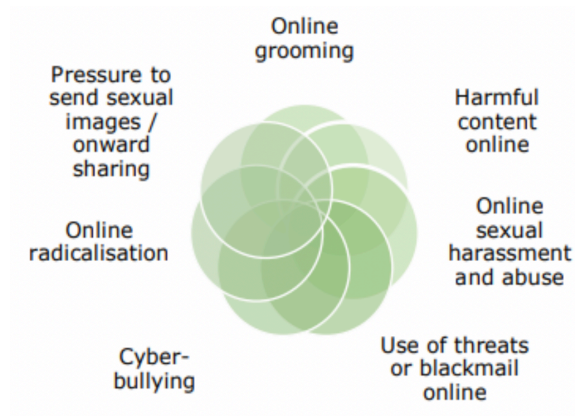 Online
grooming
Harmful
content
online
Online
sexual
harassment
and abuse
Use of threats
or blackmail
online
Cyber-
bullying
Online
radicalisation
Pressure to
send sexual
images /
onward
sharing